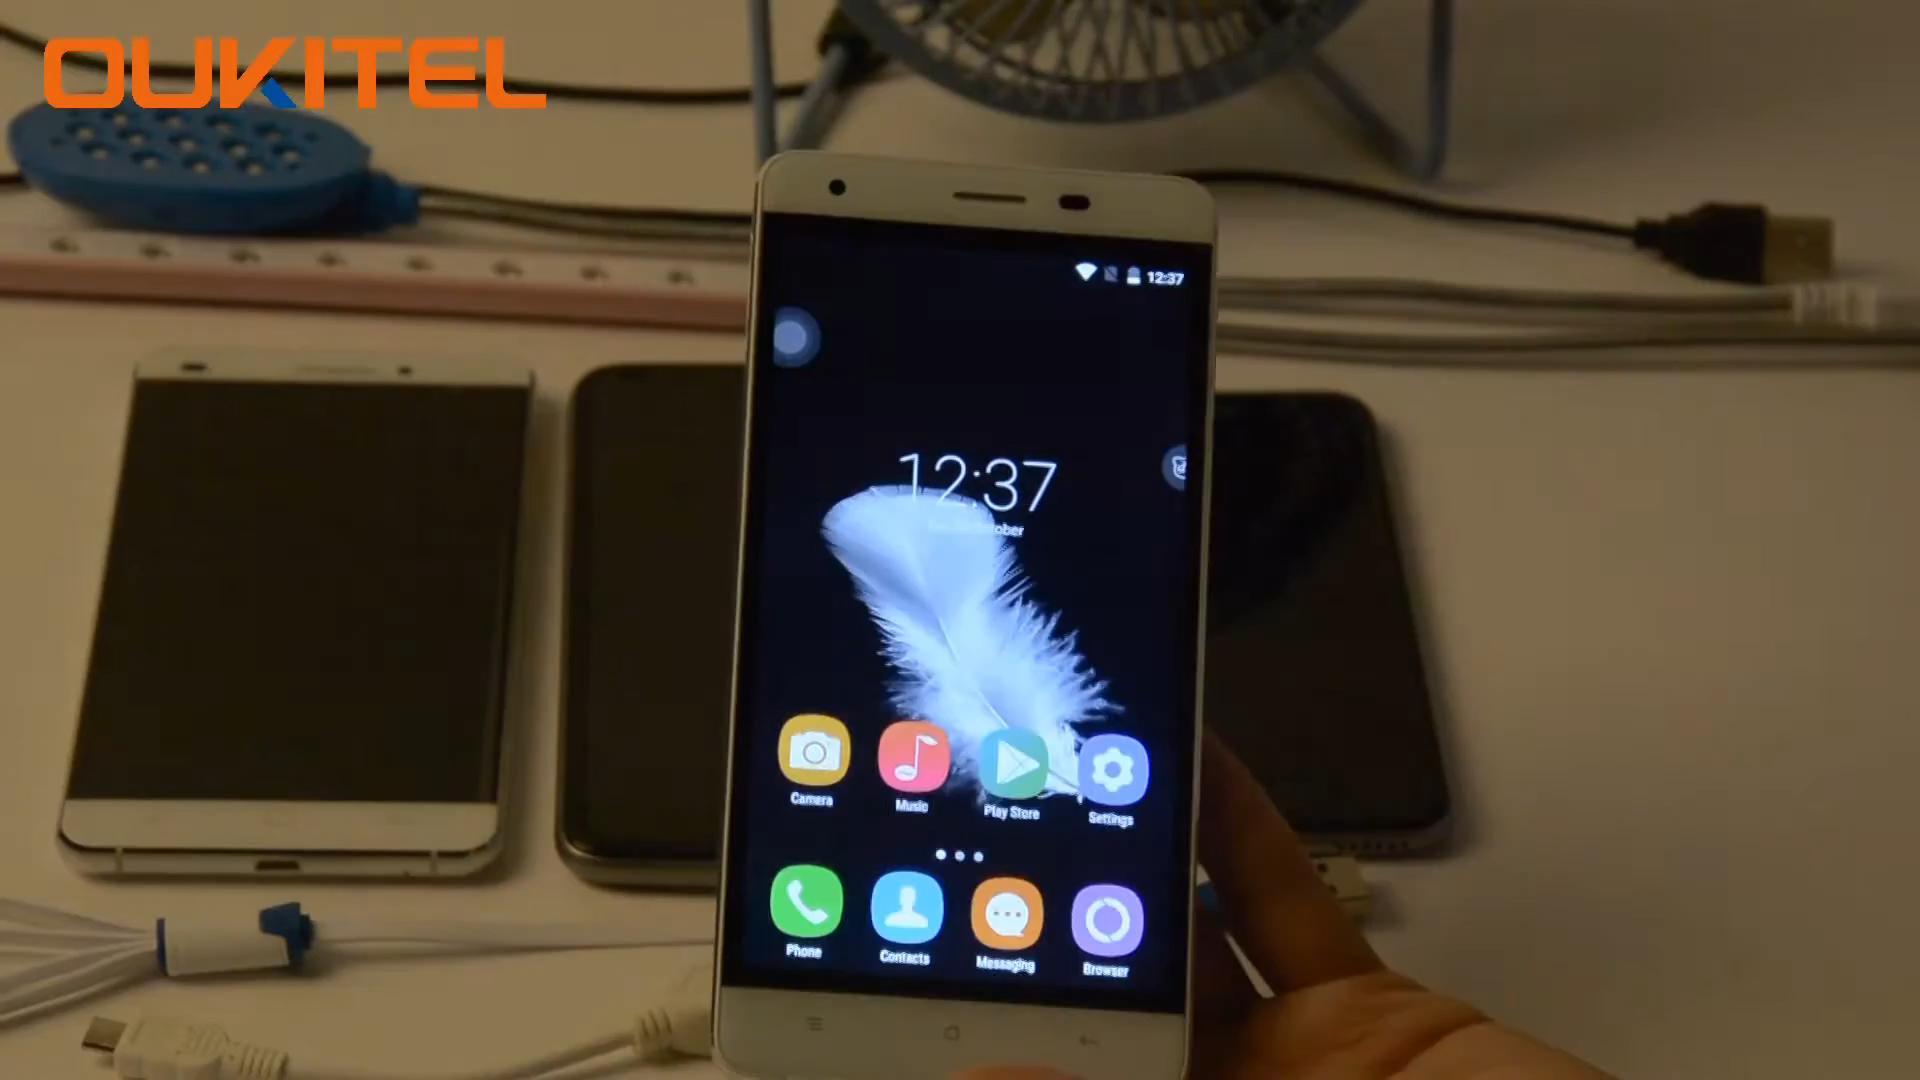 OUKITEL
12:37
12:37
Camera
Music
Play Store
Settings
Phone
Contacts
Messaging
Browser